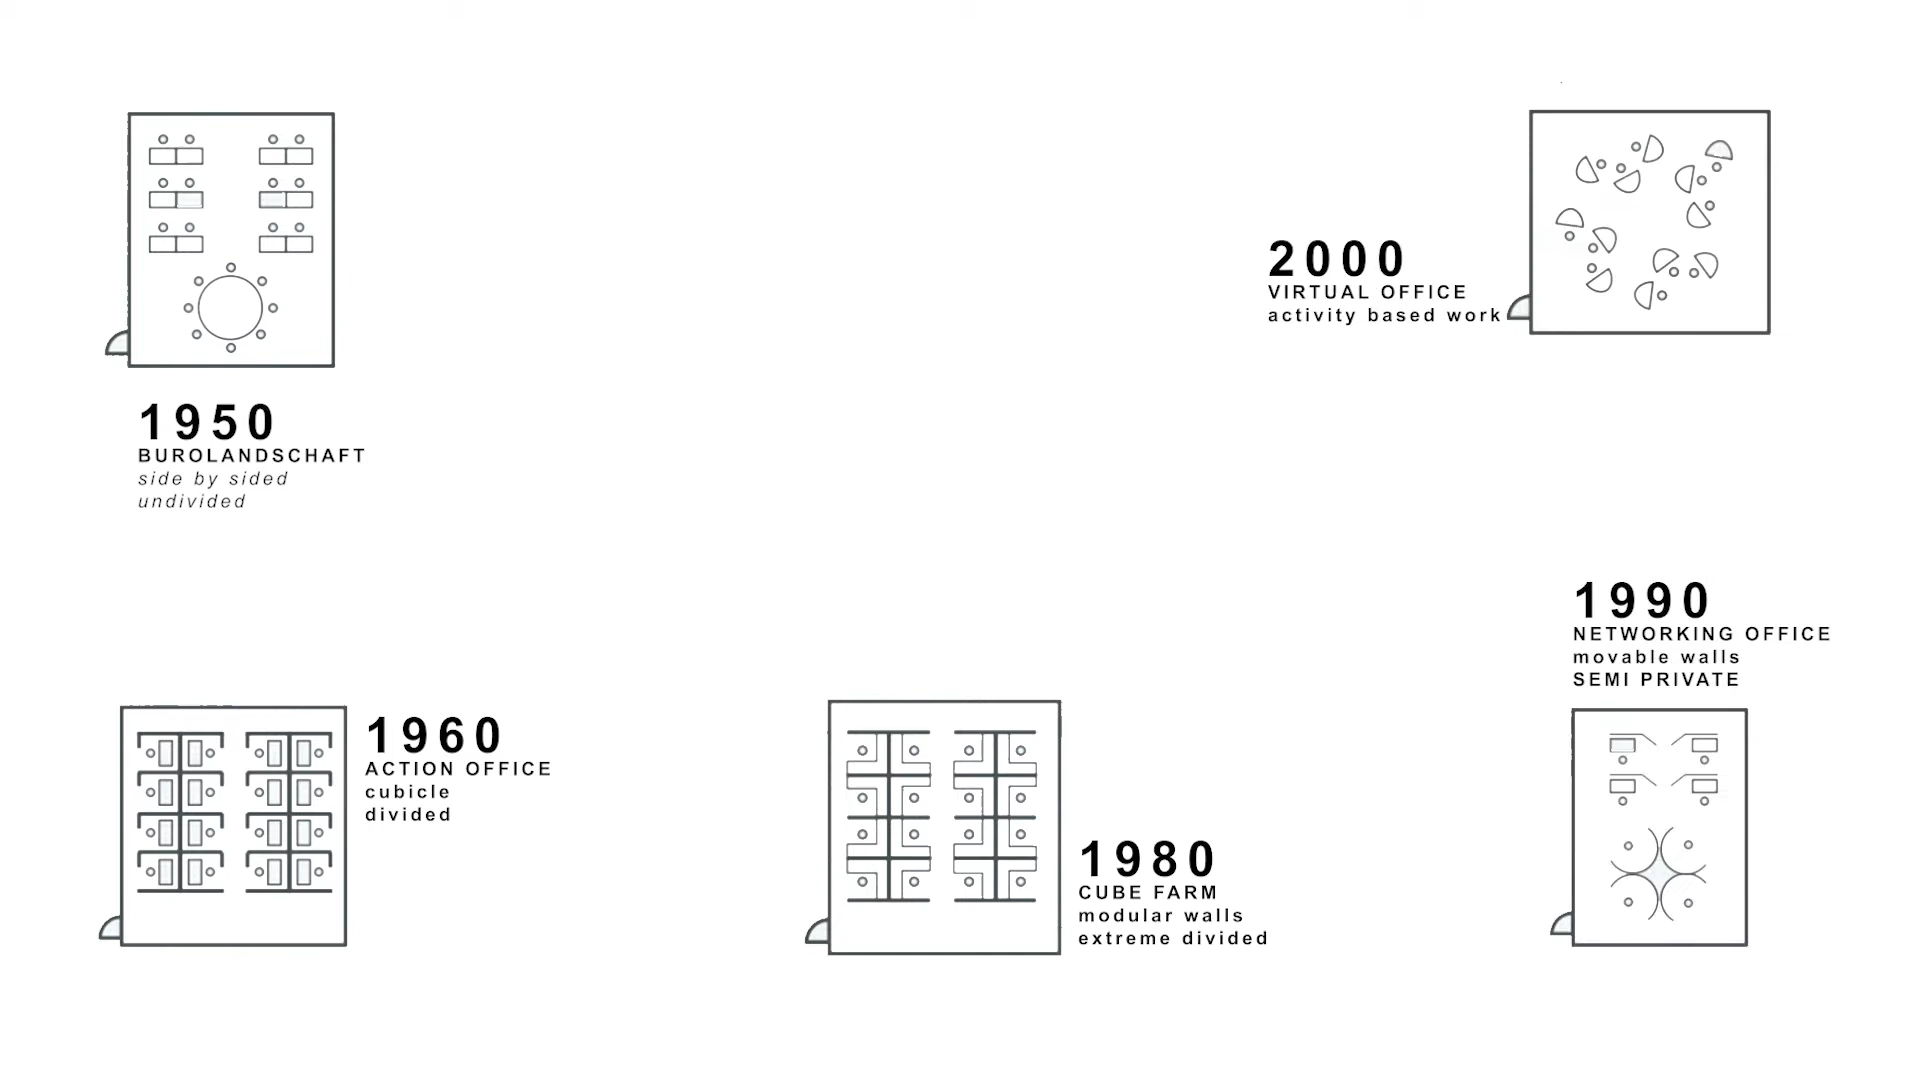 1950
BUROLANDSCHAFT
side by sided
undivided
1960
ACTION OFFICE
cubicle
divided
1980
CUBE FARM
modular walls
extreme divided
1990
NETWORKING OFFICE
movable walls
SEMI PRIVATE
2000
VIRTUAL OFFICE
activity based work